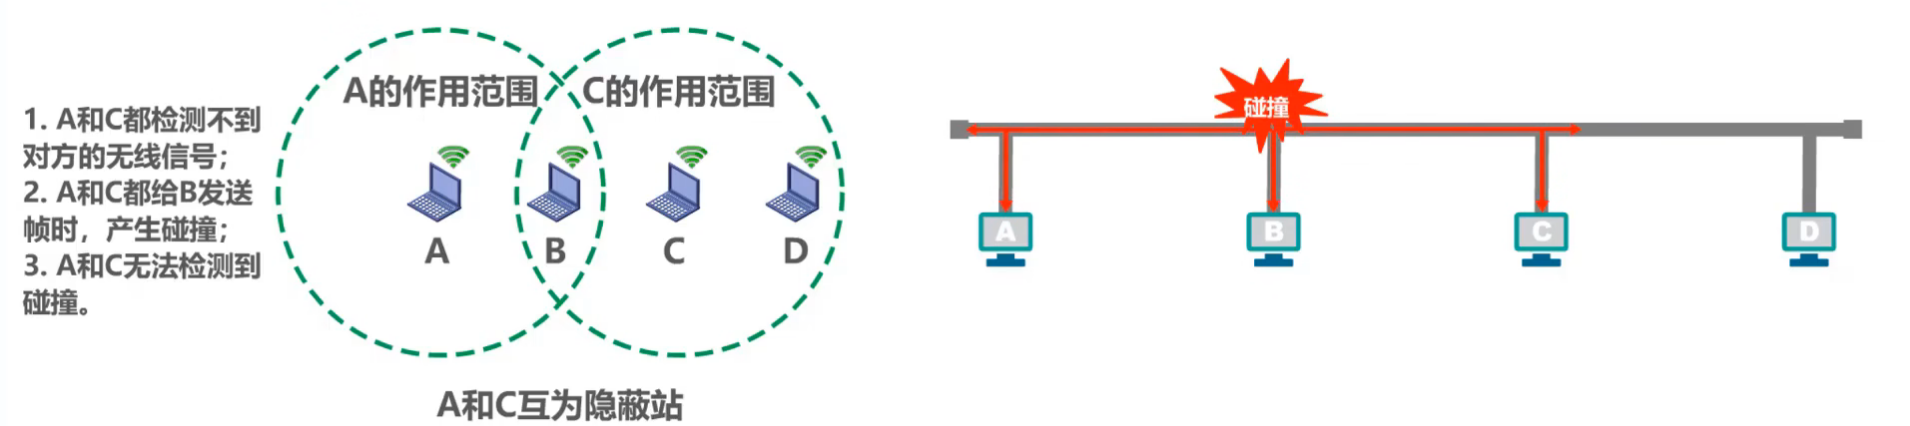 A的作用范围
C的作用范围
1. A和C都检测不到
对方的无线信号；
2. A和C都给B发送
帧时，产生碰撞；
3. A和C无法检测到
碰撞。
A
B
C
D
A和C互为隐蔽站
碰撞
A
B
C
D